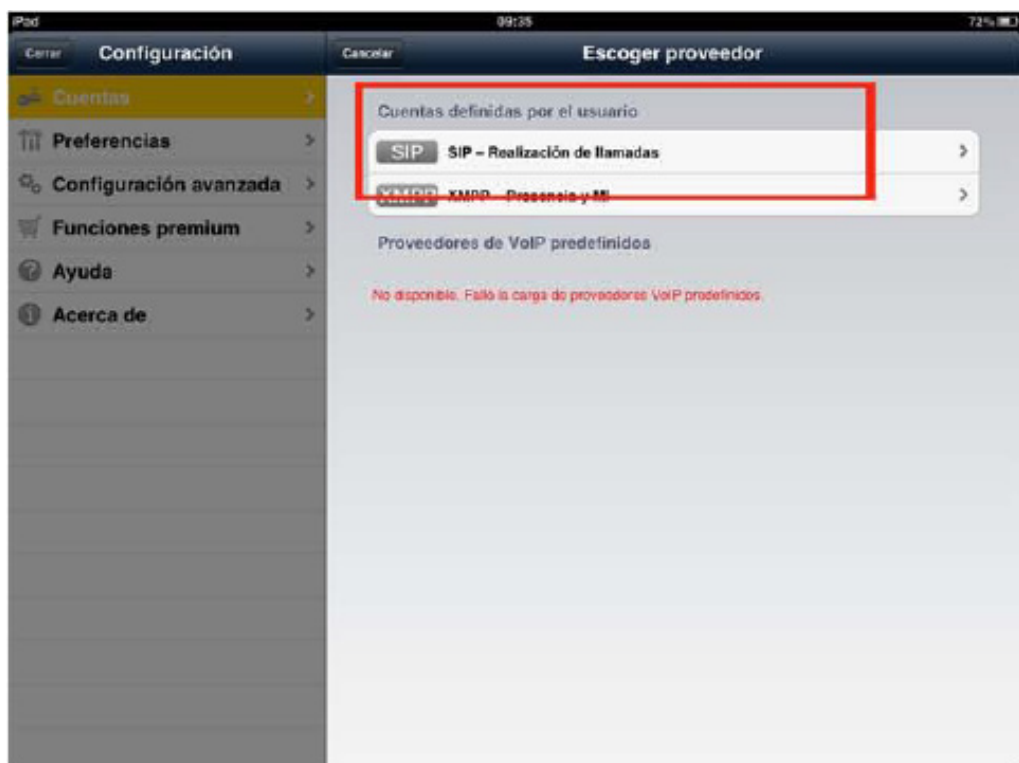 iPad 09:35 72%
Cerrar Configuración
Cancelar Escoger proveedor
Cuentas
Preferencias
Configuración avanzada
Funciones premium
Ayuda
Acerca de
Cuentas definidas por el usuario
SIP SIP – Realización de llamadas
XMPP XMPP – Presencia y MI
Proveedores de VoIP predefinidos
No disponible. Falló la carga de proveedores VoIP predefinidos.